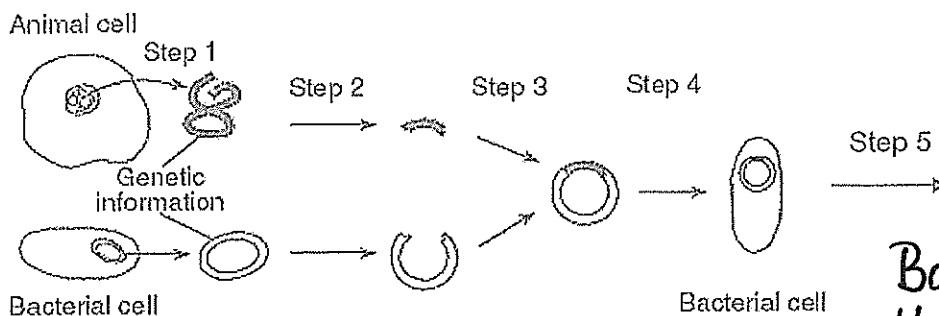 Animal cell
Step 1
Step 2
Step 3
Step 4
Step 5
Genetic
information
Bacterial cell
Bacterial cell